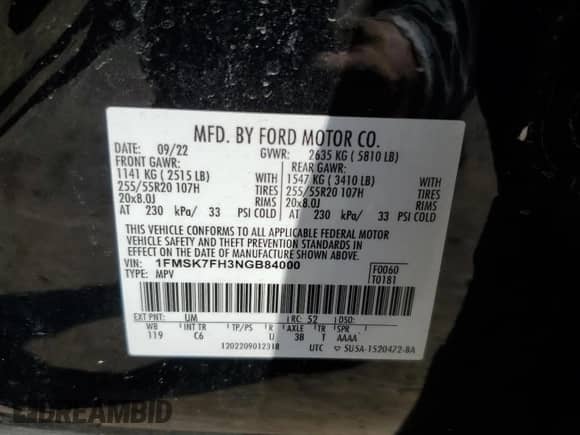 MFD. BY FORD MOTOR CO.
DATE: 09/22 GVWR: 2635 KG ( 5810 LB)
FRONT GAWR: REAR GAWR:
1141 KG ( 2515 LB) WITH 1547 KG ( 3410 LB) WITH
255/55R20 107H TIRES 255/55R20 107H TIRES
20x8.0J RIMS 20x8.0J RIMS
AT 230 kPa/ 33 PSI COLD AT 230 kPa/ 33 PSI COLD
THIS VEHICLE CONFORMS TO ALL APPLICABLE FEDERAL MOTOR
VEHICLE SAFETY AND THEFT PREVENTION STANDARDS IN
EFFECT ON THE DATE OF MANUFACTURE SHOWN ABOVE.
VIN: 1FMSK7FH3NGB84000 F0060
TYPE: MPV T0181
EXT PNT: UM RC: 52 DSO:
WB INT TR TP/PS R AXLE TR SPR
119 C6 U 3B 1 AAAA
1202209012318 UTC SU5A-1520472-BA
DREAMBID